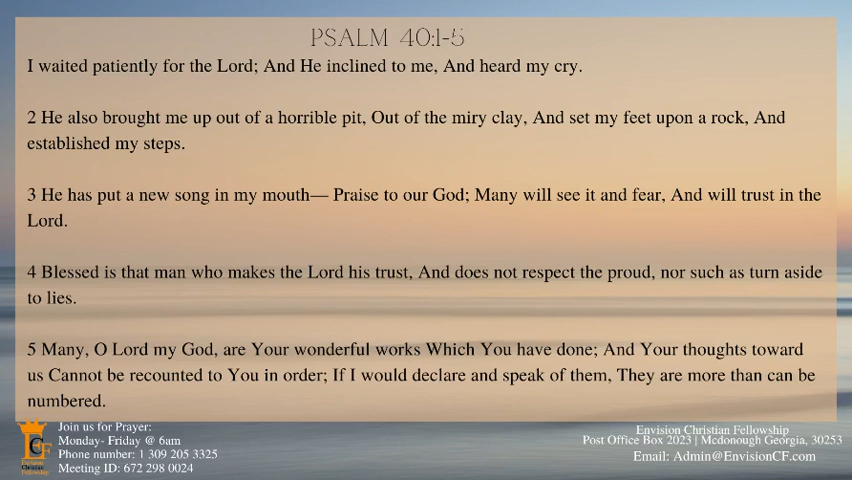 PSALM 40:1-5
I waited patiently for the Lord; And He inclined to me, And heard my cry.
2 He also brought me up out of a horrible pit, Out of the miry clay, And set my feet upon a rock, And
established my steps.
3 He has put a new song in my mouth— Praise to our God; Many will see it and fear, And will trust in the
Lord.
4 Blessed is that man who makes the Lord his trust, And does not respect the proud, nor such as turn aside
to lies.
5 Many, O Lord my God, are Your wonderful works Which You have done; And Your thoughts toward
us Cannot be recounted to You in order; If I would declare and speak of them, They are more than can be
numbered.
ECF
Envision
Christian
Fellowship
Join us for Prayer:
Monday- Friday @ 6am
Phone number: 1 309 205 3325
Meeting ID: 672 298 0024
Envision Christian Fellowship
Post Office Box 2023 | Mcdonough Georgia, 30253
Email: Admin@EnvisionCF.com